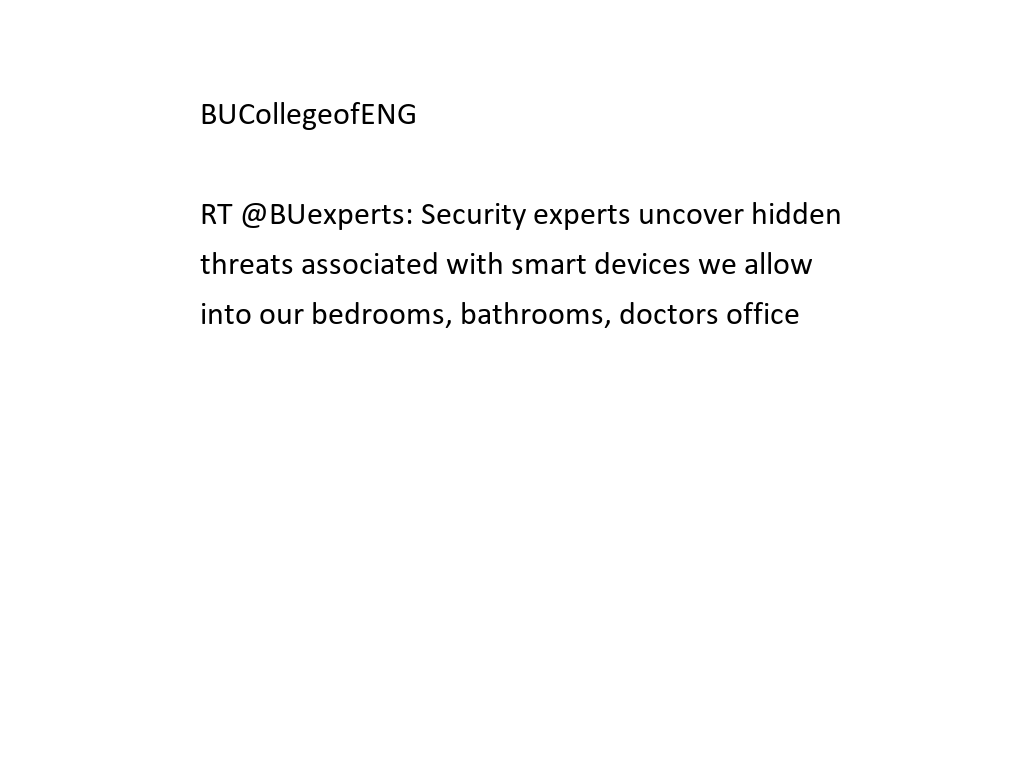 BUCollegeofENG
RT @BUexperts: Security experts uncover hidden
threats associated with smart devices we allow
into our bedrooms, bathrooms, doctors office